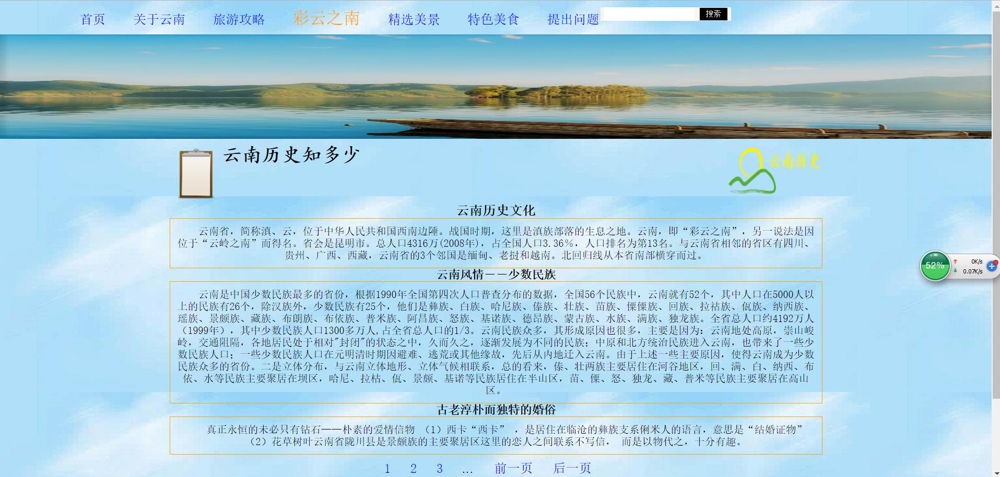 首页 关于云南 旅游攻略 彩云之南 精选美景 特色美食 提出问题 搜索
云南历史知多少
云南历史
云南历史文化
云南省，简称滇、云，位于中华人民共和国西南边陲。战国时期，这里是滇族部落的生息之地。云南，即“彩云之南”，另一说法是因
位于“云岭之南”而得名。省会是昆明市。总人口4316万(2008年)，占全国人口3.36%，人口排名为第13名。与云南省相邻的省区有四川、
贵州、广西、西藏，云南省的3个邻国是缅甸、老挝和越南。北回归线从本省南部横穿而过。
云南风情——少数民族
云南是中国少数民族最多的省份，根据1990年全国第四次人口普查分布的数据，全国56个民族中，云南就有52个，其中人口在5000人以
上的民族有26个，除汉族外，少数民族有25个，他们是彝族、白族、哈尼族、傣族、壮族、苗族、傈僳族、回族、拉祜族、佤族、纳西族、
瑶族、景颇族、藏族、布朗族、布依族、普米族、阿昌族、怒族、基诺族、德昂族、蒙古族、水族、满族、独龙族。全省总人口约4192万人
（1999年），其中少数民族人口1300多万人,占全省总人口的1/3。云南民族众多，其形成原因也很多，主要是因为：云南地处高原，崇山峻
岭，交通阻隔，各地居民处于相对"封闭"的状态之中，久而久之，逐渐发展为不同的民族；中原和北方统治民族进入云南，也带来了一些少
数民族人口；一些少数民族人口在元明清时期因避难、逃荒或其他缘故，先后从内地迁入云南。由于上述一些主要原因，使得云南成为少数
民族众多的省份。二是立体分布，与云南立体地形、立体气候相联系，总的看来，傣、壮两族主要居住在河谷地区，回、满、白、纳西、布
依、水等民族主要聚居在坝区，哈尼、拉枯、佤、景颇、基诺等民族居住在半山区，苗、傈、怒、独龙、藏、普米等民族主要聚居在高山
区。
古老淳朴而独特的婚俗
真正永恒的未必只有钻石——朴素的爱情信物 （1）西卡“西卡” ，是居住在临沧的彝族支系俐米人的语言，意思是“结婚证物”
（2）花草树叶云南省陇川县是景颇族的主要聚居区这里的恋人之间联系不写信， 而是以物代之，十分有趣。
1 2 3 ... 前一页 后一页
52%
0K/s
0.07K/s